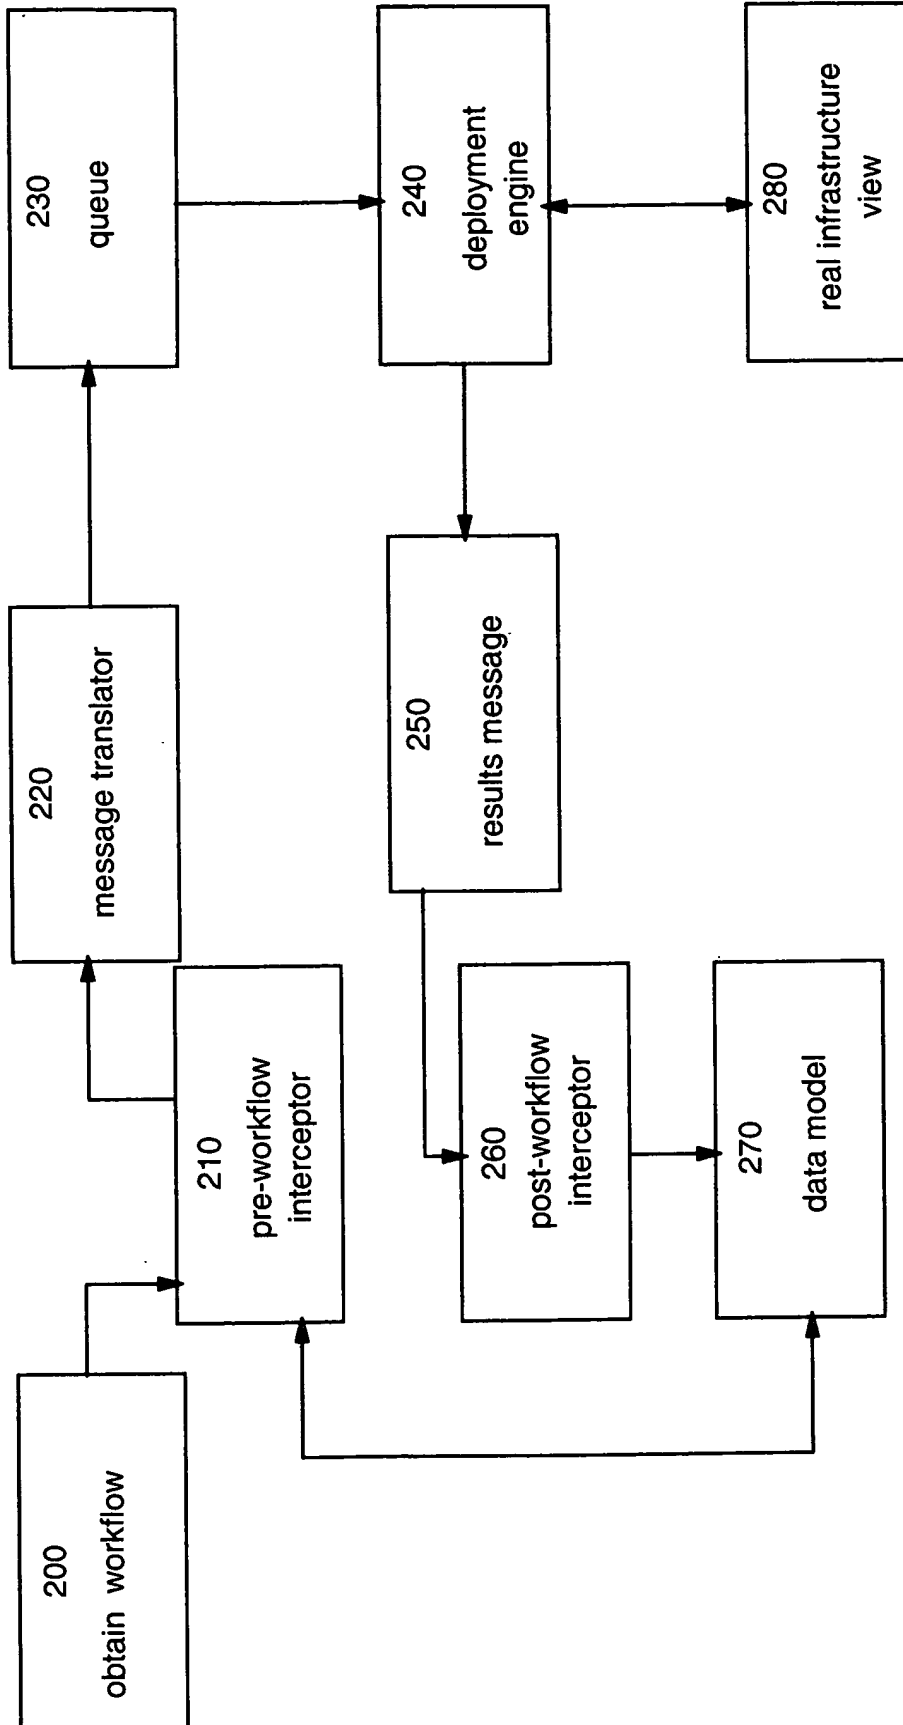 200
obtain workflow
210
pre-workflow
interceptor
220
message translator
230
queue
240
deployment
engine
250
results message
260
post-workflow
interceptor
270
data model
280
real infrastructure
view